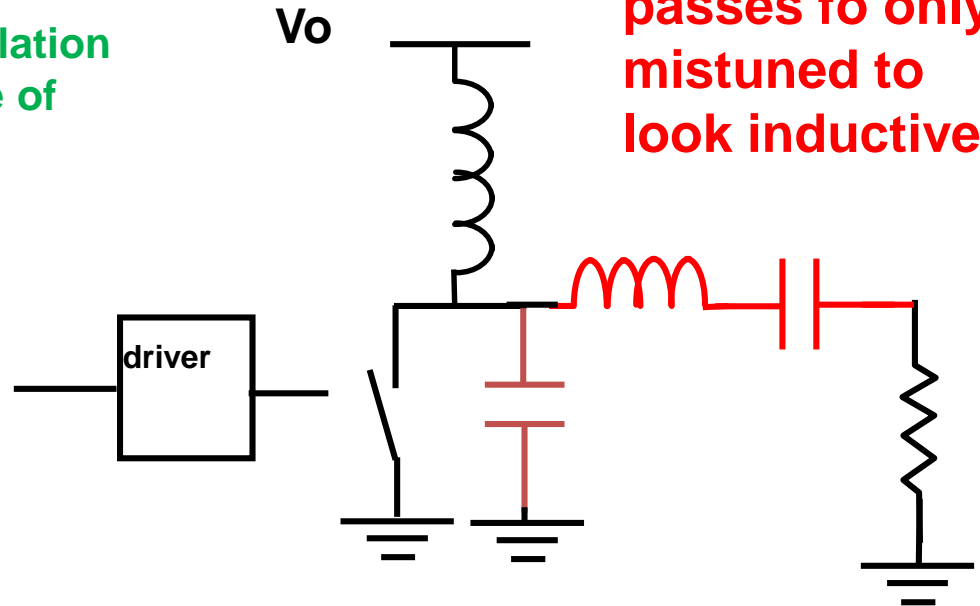 lation
e of
Vo
passes fo only
mistuned to
look inductive
driver